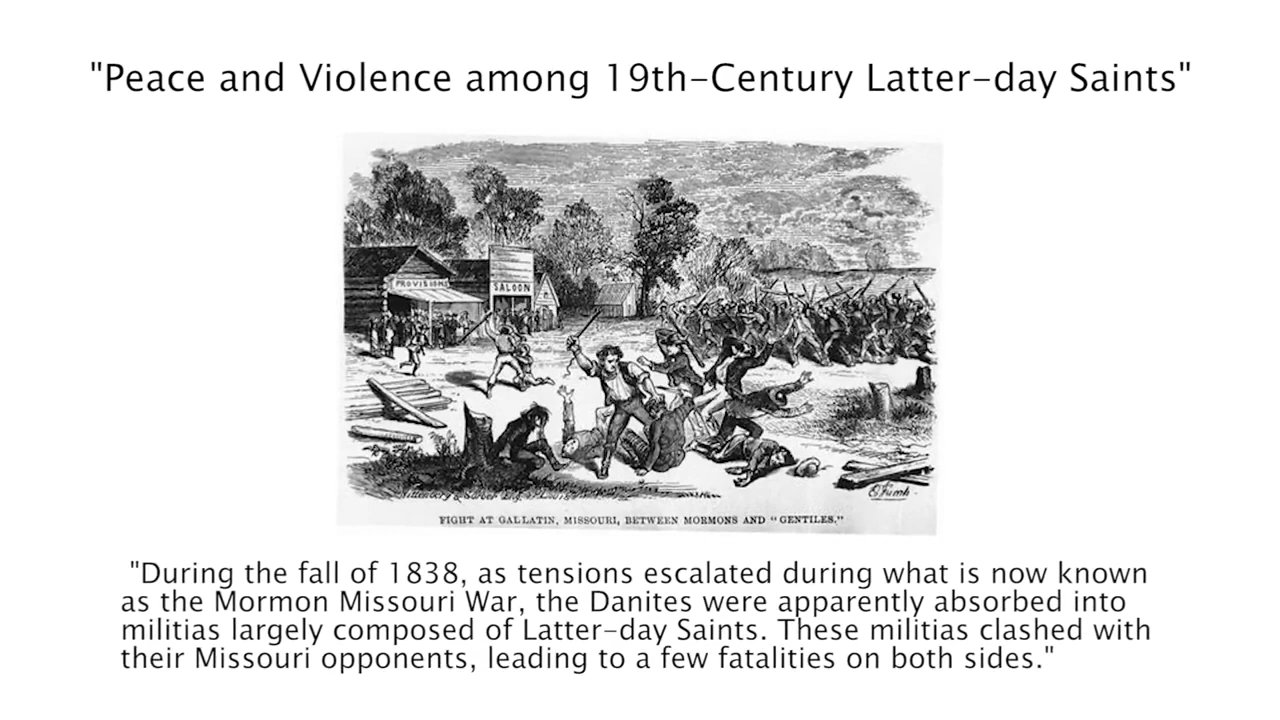 "Peace and Violence among 19th-Century Latter-day Saints"
PROVISIONS
SALOON
FIGHT AT GALLATIN, MISSOURI, BETWEEN MORMONS AND "GENTILES."
"During the fall of 1838, as tensions escalated during what is now known
as the Mormon Missouri War, the Danites were apparently absorbed into
militias largely composed of Latter-day Saints. These militias clashed with
their Missouri opponents, leading to a few fatalities on both sides."